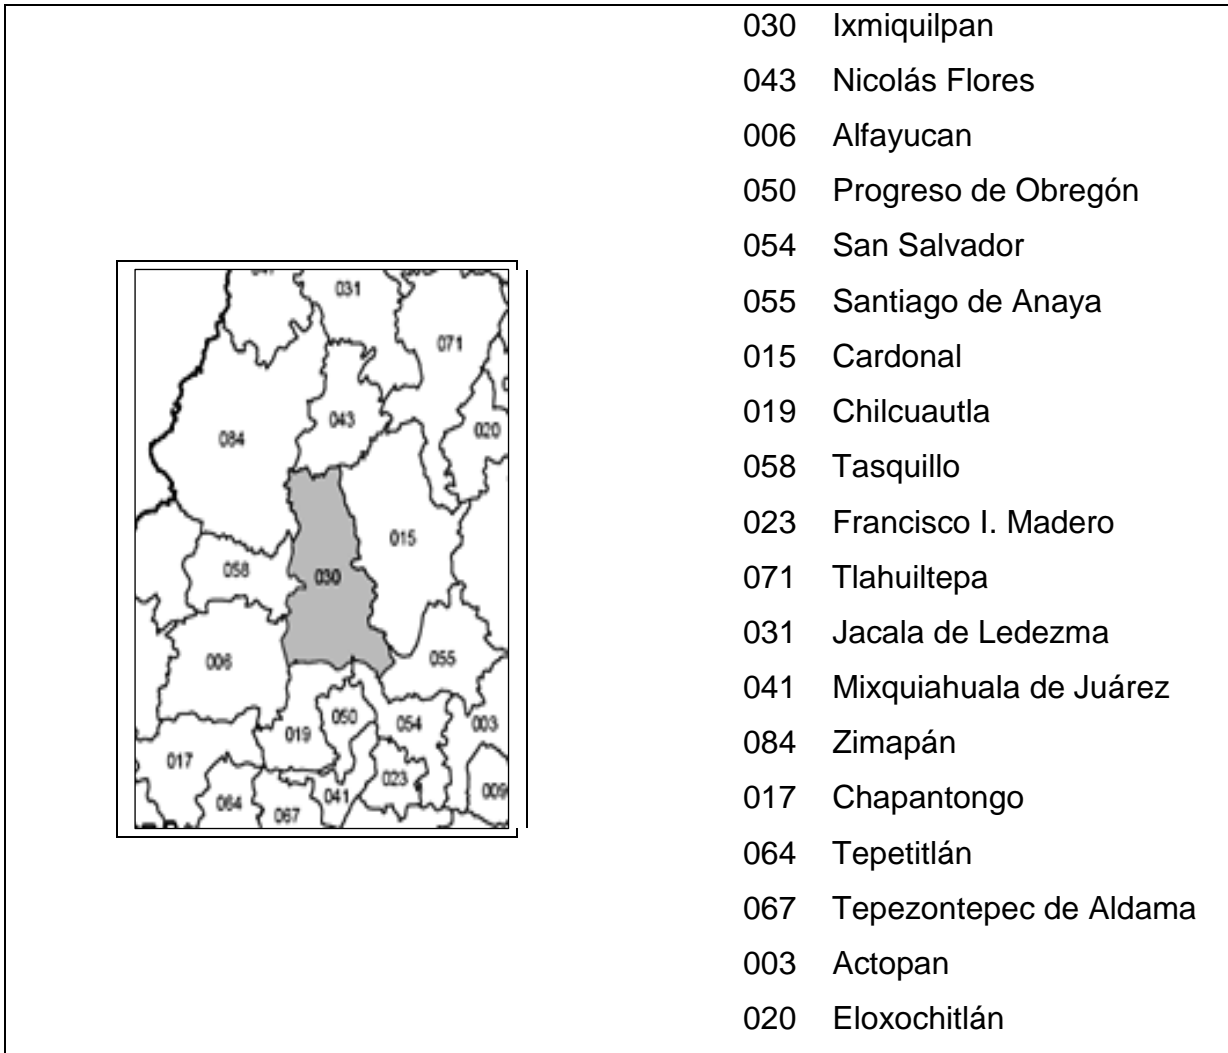 030 Ixmiquilpan
043 Nicolás Flores
006 Alfayucan
050 Progreso de Obregón
054 San Salvador
055 Santiago de Anaya
015 Cardonal
019 Chilcuautla
058 Tasquillo
023 Francisco I. Madero
071 Tlahuiltepa
031 Jacala de Ledezma
041 Mixquiahuala de Juárez
084 Zimapán
017 Chapantongo
064 Tepetitlán
067 Tepezontepec de Aldama
003 Actopan
020 Eloxochitlán
031
071
043
020
084
015
058
030
006
055
050
054
003
019
017
023
009
064
041
067